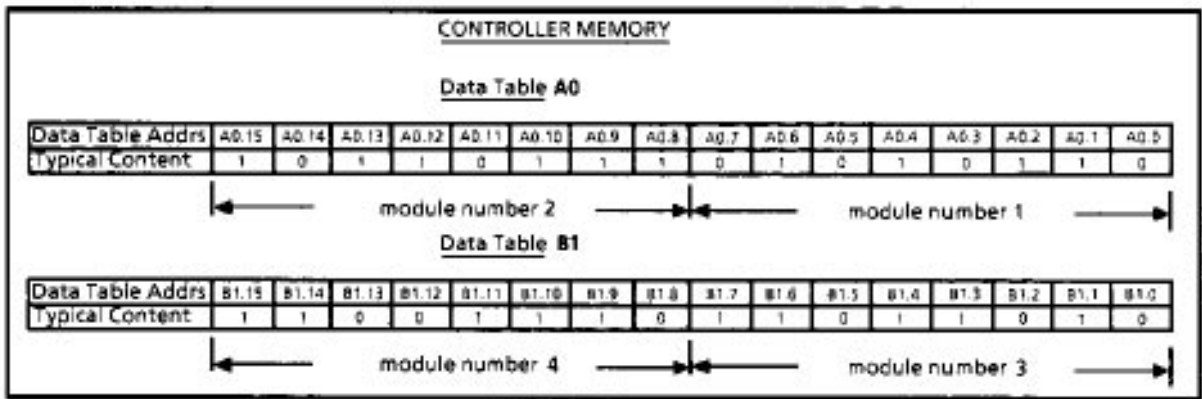 CONTROLLER MEMORY
Data Table A0
Data Table Addrs A0.15 A0.14 A0.13 A0.12 A0.11 A0.10 A0.9 A0.8 A0.7 A0.6 A0.5 A0.4 A0.3 A0.2 A0.1 A0.0
Typical Content 1 0 1 1 0 1 1 1 0 1 0 1 0 1 1 0
module number 2 module number 1
Data Table B1
Data Table Addrs B1.15 B1.14 B1.13 B1.12 B1.11 B1.10 B1.9 B1.8 B1.7 B1.6 B1.5 B1.4 B1.3 B1.2 B1.1 B1.0
Typical Content 1 1 0 0 1 1 1 0 1 1 0 1 1 0 1 0
module number 4 module number 3